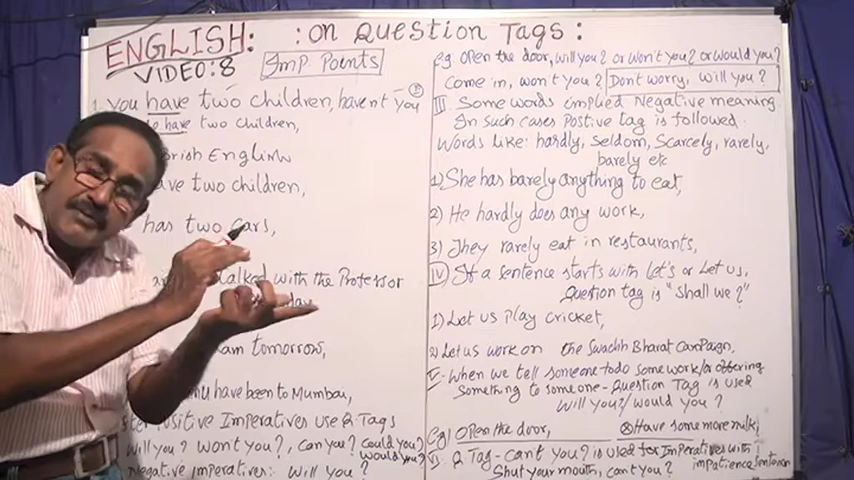 ENGLISH: : on Question Tags :
VIDEO: 8
Imp Points
1. You have two children, haven't you
have two children,
English
have two children,
has two cars,
talked with the Professor
tomorrow,
have been to Mumbai,
Positive Imperatives use Q Tags
Will you? Won't you? Can you? Could you?
Would you?
Negative Imperatives: Will you?
eg: Open the door, will you? or won't you? or would you?
Come in, won't you? Dont worry, will you?
III Some words implied Negative meaning
In such cases Postive tag is followed.
Words like: hardly, seldom, Scarcely, rarely,
barely etc
1) She has barely anything to eat,
2) He hardly does any work,
3) They rarely eat in restaurants,
IV If a sentence starts with Let's or Let us,
Question tag is "Shall we?"
1) Let us play cricket,
2) Let us work on the Swachh Bharat Campaign,
V- When we tell someone to do some work/or offering
Something to someone - Question Tag is used
Will you?/would you?
Eg) Open the door, Have some more milk,
Q Tag - can't you? is used for Imperatives with
impatience Sentence
Shut your mouth, can't you?